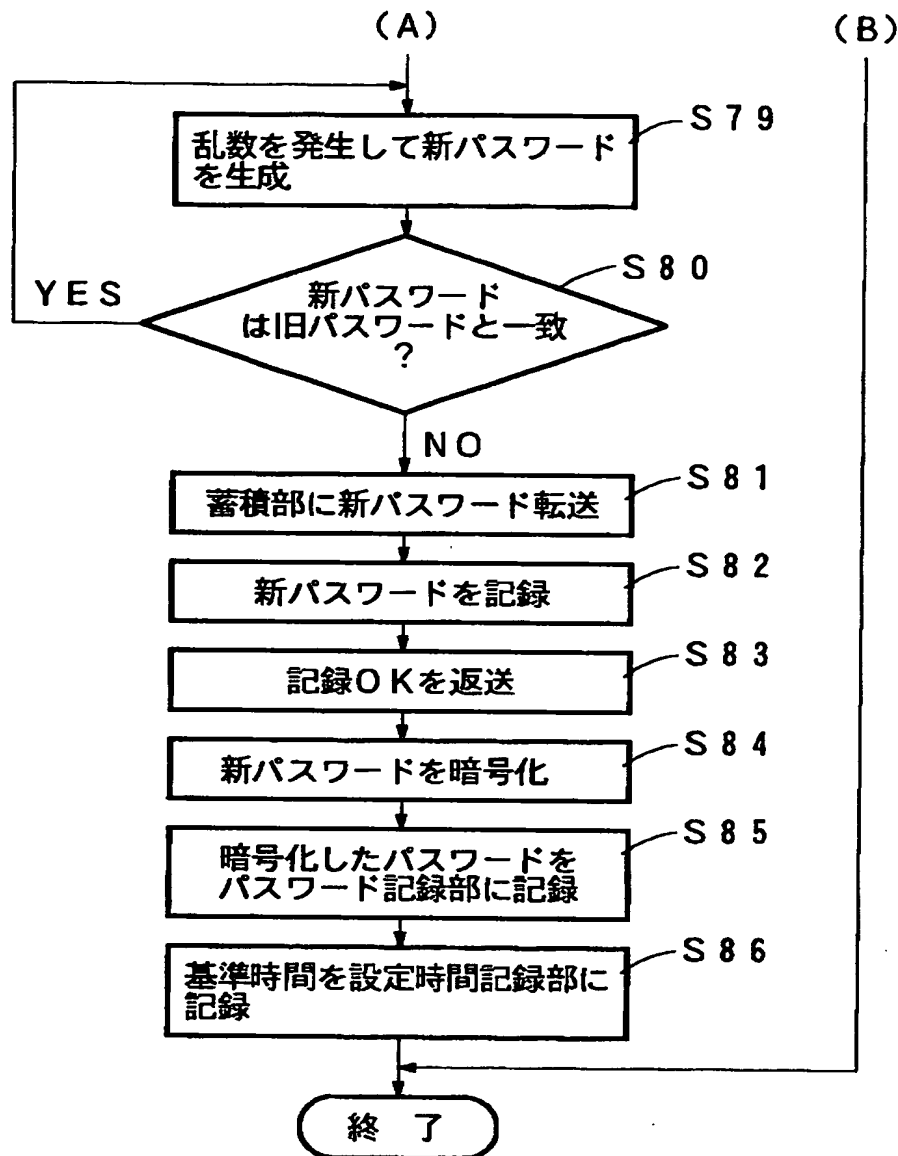 (A)
(B)
S79
乱数を発生して新パスワード
を生成
S80
YES
新パスワード
は旧パスワードと一致
?
NO
S81
蓄積部に新パスワード転送
S82
新パスワードを記録
S83
記録OKを返送
S84
新パスワードを暗号化
S85
暗号化したパスワードを
パスワード記録部に記録
S86
基準時間を設定時間記録部に
記録
終 了